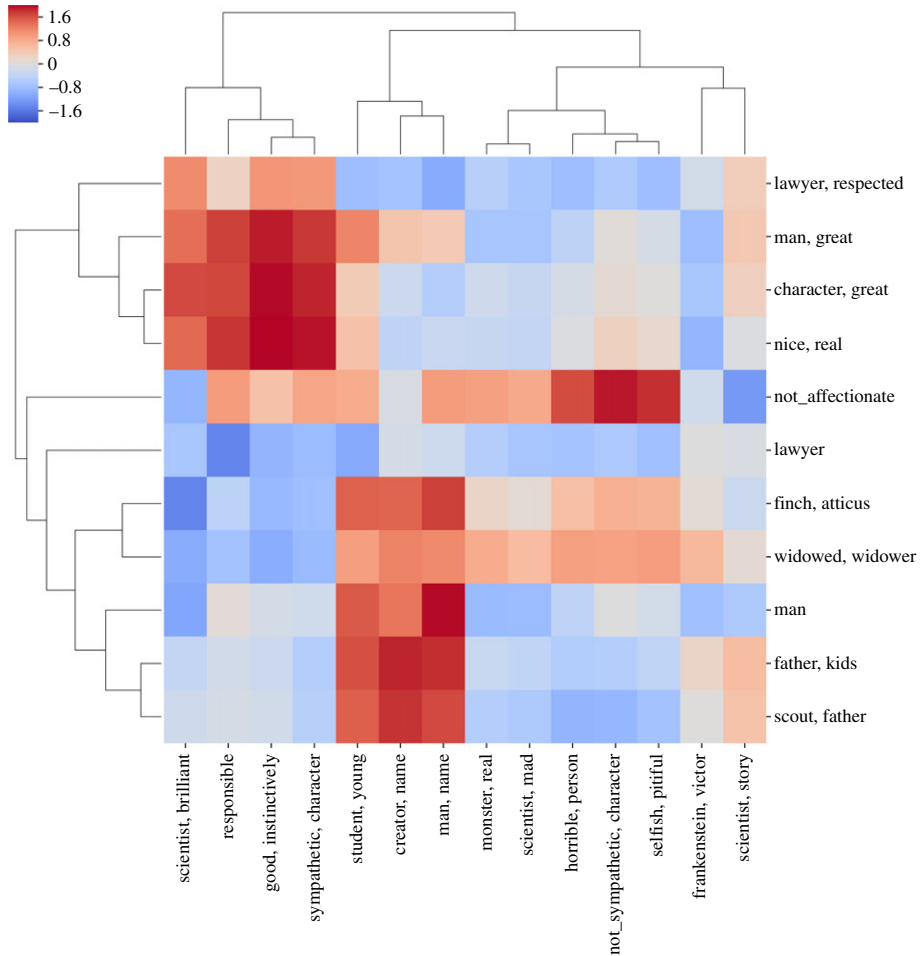 1.6
0.8
0
−0.8
−1.6
lawyer, respected
man, great
character, great
nice, real
not_affectionate
lawyer
finch, atticus
widowed, widower
man
father, kids
scout, father
scientist, brilliant
responsible
good, instinctively
sympathetic, character
student, young
creator, name
man, name
monster, real
scientist, mad
horrible, person
not_sympathetic, character
selfish, pitiful
frankenstein, victor
scientist, story